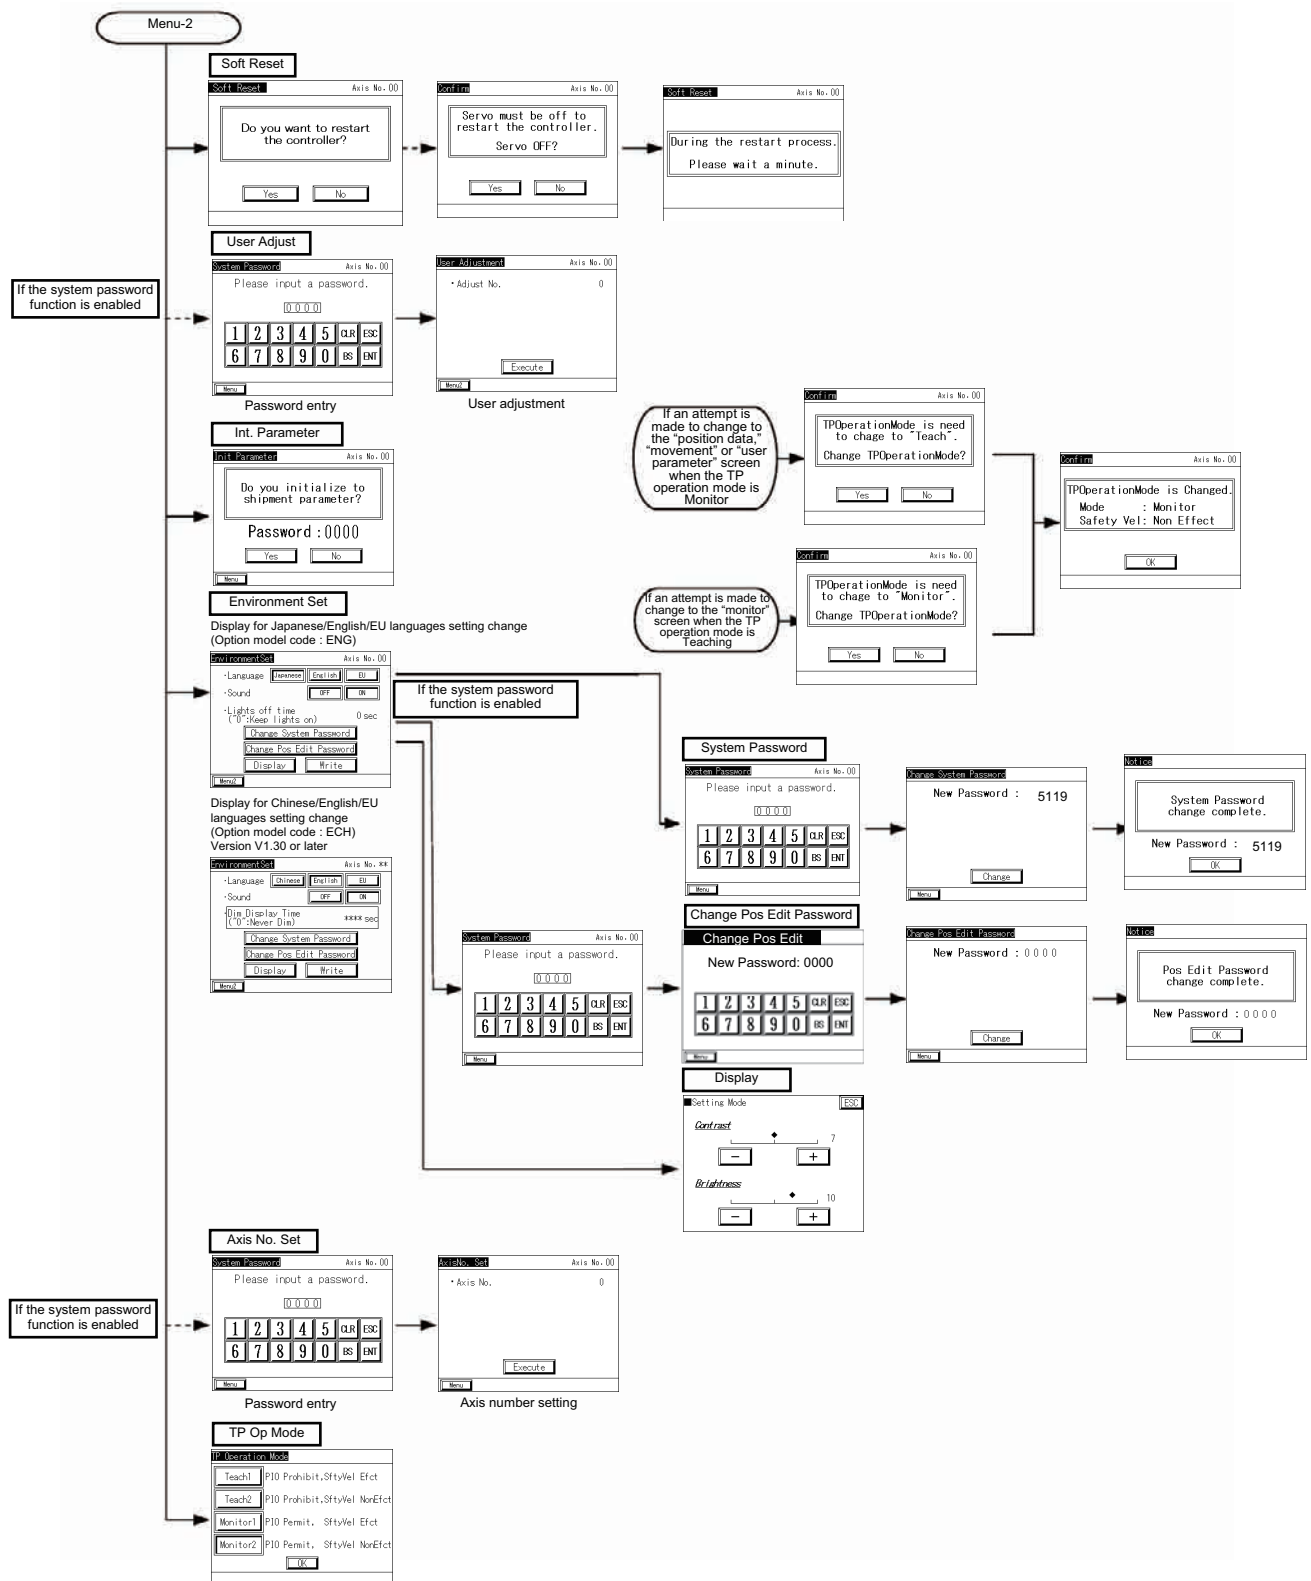 Menu-2
Soft Reset
Soft Reset Axis No.00
Do you want to restart
the controller?
Yes No
Confirm Axis No.00
Servo must be off to
restart the controller.
Servo OFF?
Yes No
Soft Reset Axis No.00
During the restart process.
Please wait a minute.
If the system password
function is enabled
User Adjust
System Password Axis No.00
Please input a password.
0000
1 2 3 4 5 CLR ESC
6 7 8 9 0 BS ENT
Menu
Password entry
User Adjustment Axis No.00
・Adjust No. 0
Execute
Menu2
User adjustment
Int. Parameter
Init Parameter Axis No.00
Do you initialize to
shipment parameter?
Password :0000
Yes No
Menu
If an attempt is
made to change to
the “position data,”
“movement” or “user
parameter” screen
when the TP
operation mode is
Monitor
Confirm Axis No.00
TPOperationMode is need
to chage to "Teach".
Change TPOperationMode?
Yes No
Confirm Axis No.00
TPOperationMode is Changed.
Mode : Monitor
Safety Vel: Non Effect
OK
If an attempt is made to
change to the “monitor”
screen when the TP
operation mode is
Teaching
Confirm Axis No.00
TPOperationMode is need
to chage to "Monitor".
Change TPOperationMode?
Yes No
Environment Set
Display for Japanese/English/EU languages setting change
(Option model code : ENG)
EnvironmentSet Axis No.00
・Language Japanese English EU
・Sound OFF ON
・Lights off time
("0":Keep lights on) 0 sec
Change System Password
Change Pos Edit Password
Display Write
Menu2
If the system password
function is enabled
Display for Chinese/English/EU
languages setting change
(Option model code : ECH)
Version V1.30 or later
EnvironmentSet Axis No.**
・Language Chinese English EU
・Sound OFF ON
・Dim Display Time
("0":Never Dim) **** sec
Change System Password
Change Pos Edit Password
Display Write
Menu2
System Password
System Password Axis No.00
Please input a password.
0000
1 2 3 4 5 CLR ESC
6 7 8 9 0 BS ENT
Menu
Change System Password
New Password : 5119
Change
Menu
Notice
System Password
change complete.
New Password : 5119
OK
System Password Axis No.00
Please input a password.
0000
1 2 3 4 5 CLR ESC
6 7 8 9 0 BS ENT
Menu
Change Pos Edit Password
Change Pos Edit
New Password: 0000
1 2 3 4 5 CLR ESC
6 7 8 9 0 BS ENT
Menu
Change Pos Edit Password
New Password :0000
Change
Menu
Notice
Pos Edit Password
change complete.
New Password :0000
OK
Display
■Setting Mode ESC
Contrast
7
− +
Brightness
10
− +
Axis No. Set
If the system password
function is enabled
System Password Axis No.00
Please input a password.
0000
1 2 3 4 5 CLR ESC
6 7 8 9 0 BS ENT
Menu
Password entry
AxisNo. Set Axis No.00
・Axis No. 0
Execute
Menu
Axis number setting
TP Op Mode
TP Operation Mode
Teach1 PIO Prohibit,SftyVel Efct
Teach2 PIO Prohibit,SftyVel NonEfct
Monitor1 PIO Permit, SftyVel Efct
Monitor2 PIO Permit, SftyVel NonEfct
OK